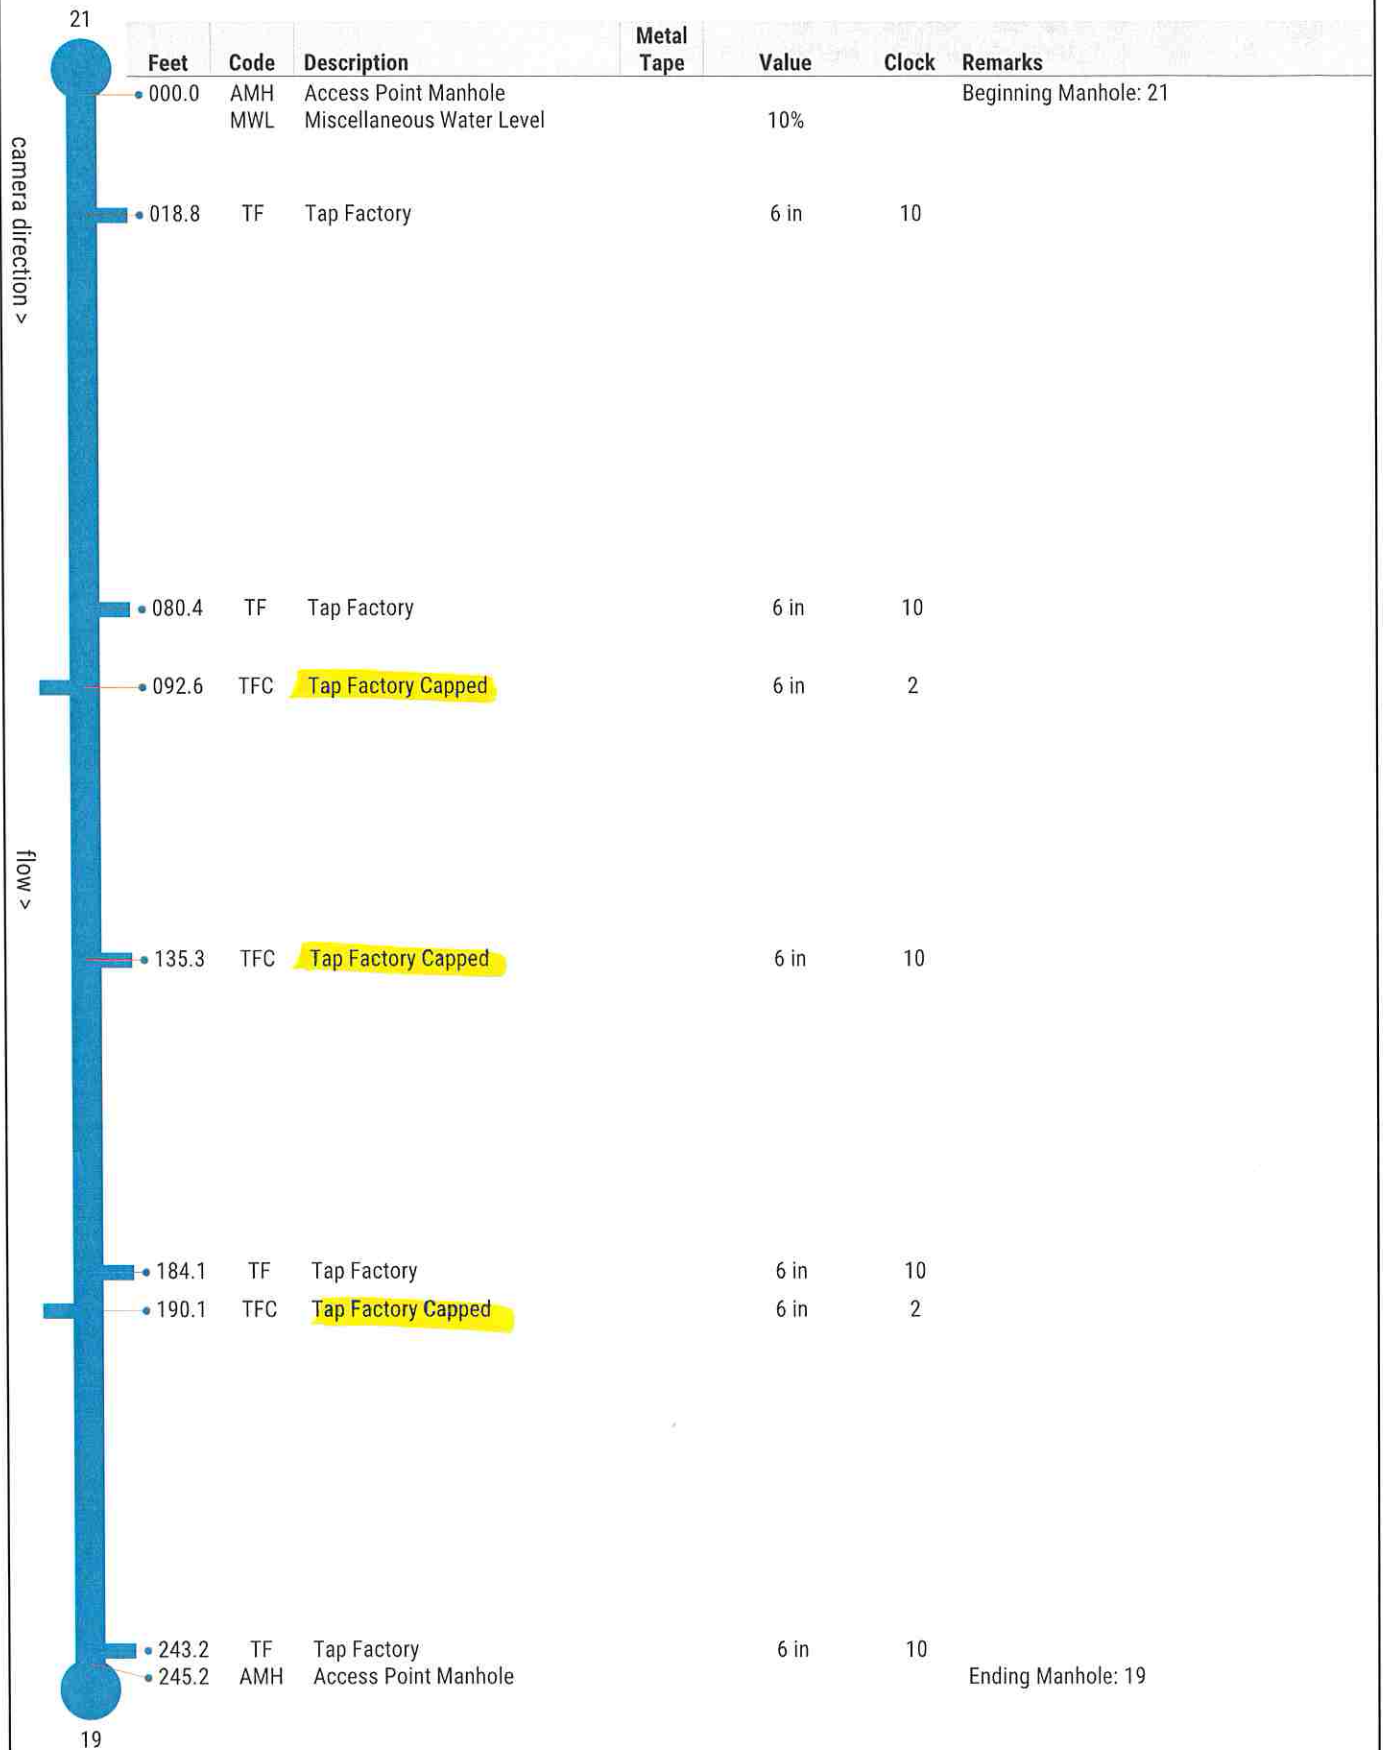 21
Metal
Feet Code Description Tape Value Clock Remarks
000.0 AMH Access Point Manhole Beginning Manhole: 21
MWL Miscellaneous Water Level 10%
camera direction >
018.8 TF Tap Factory 6 in 10
080.4 TF Tap Factory 6 in 10
092.6 TFC Tap Factory Capped 6 in 2
flow >
135.3 TFC Tap Factory Capped 6 in 10
184.1 TF Tap Factory 6 in 10
190.1 TFC Tap Factory Capped 6 in 2
243.2 TF Tap Factory 6 in 10
245.2 AMH Access Point Manhole Ending Manhole: 19
19